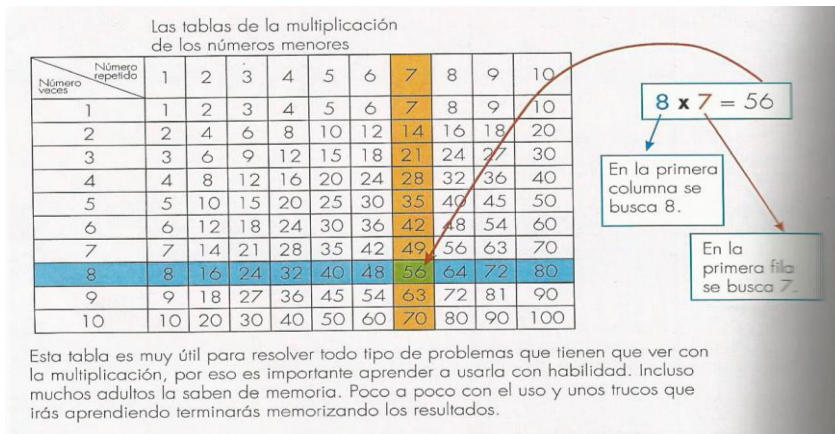 Las tablas de la multiplicación
de los números menores
Número repetido
Número veces
1 2 3 4 5 6 7 8 9 10
1 1 2 3 4 5 6 7 8 9 10
2 2 4 6 8 10 12 14 16 18 20
3 3 6 9 12 15 18 21 24 27 30
4 4 8 12 16 20 24 28 32 36 40
5 5 10 15 20 25 30 35 40 45 50
6 6 12 18 24 30 36 42 48 54 60
7 7 14 21 28 35 42 49 56 63 70
8 8 16 24 32 40 48 56 64 72 80
9 9 18 27 36 45 54 63 72 81 90
10 10 20 30 40 50 60 70 80 90 100
8 x 7 = 56
En la primera
columna se
busca 8.
En la
primera fila
se busca 7.
Esta tabla es muy útil para resolver todo tipo de problemas que tienen que ver con
la multiplicación, por eso es importante aprender a usarla con habilidad. Incluso
muchos adultos la saben de memoria. Poco a poco con el uso y unos trucos que
irás aprendiendo terminarás memorizando los resultados.